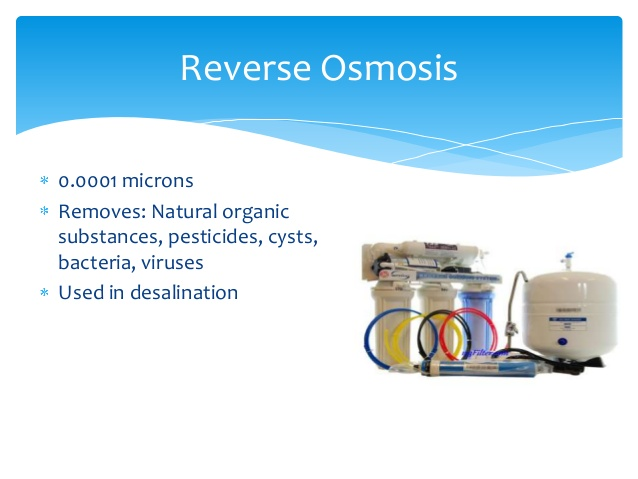 Reverse Osmosis
0.0001 microns
Removes: Natural organic
substances, pesticides, cysts,
bacteria, viruses
Used in desalination